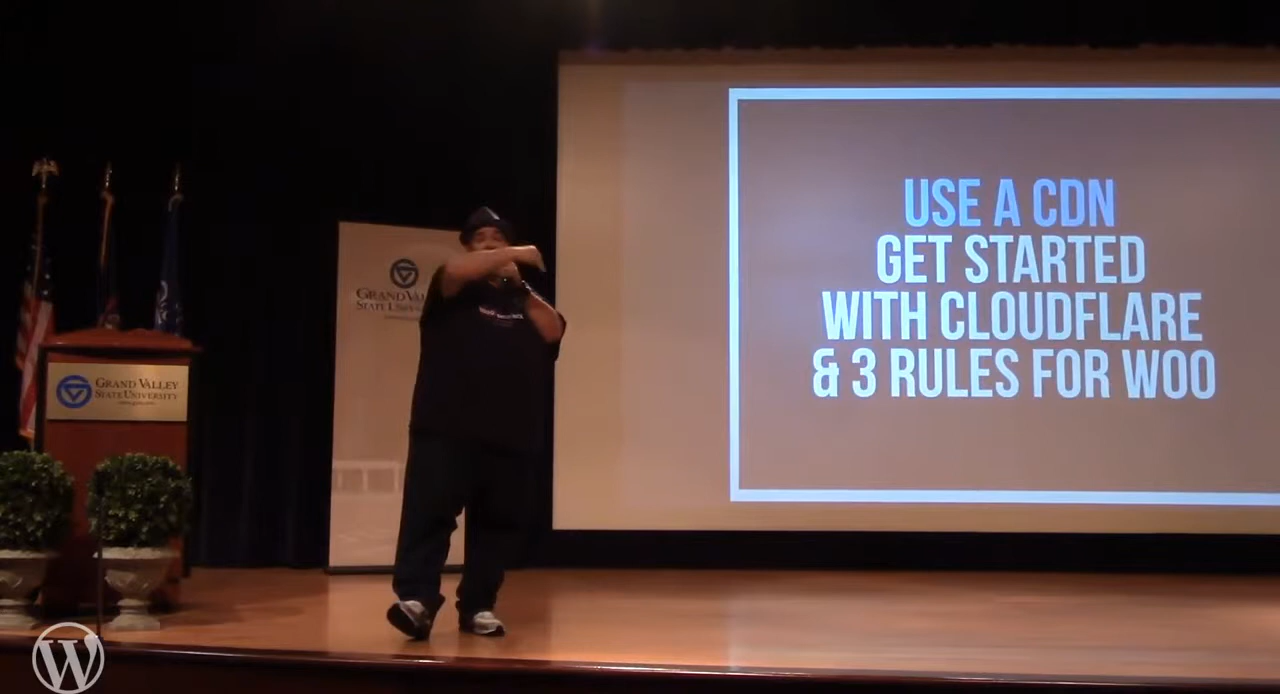 USE A CDN
GET STARTED
WITH CLOUDFLARE
& 3 RULES FOR WOO
GRAND VALLEY
STATE UNIVERSITY
GRAND VALLEY
STATE UNIVERSITY
W